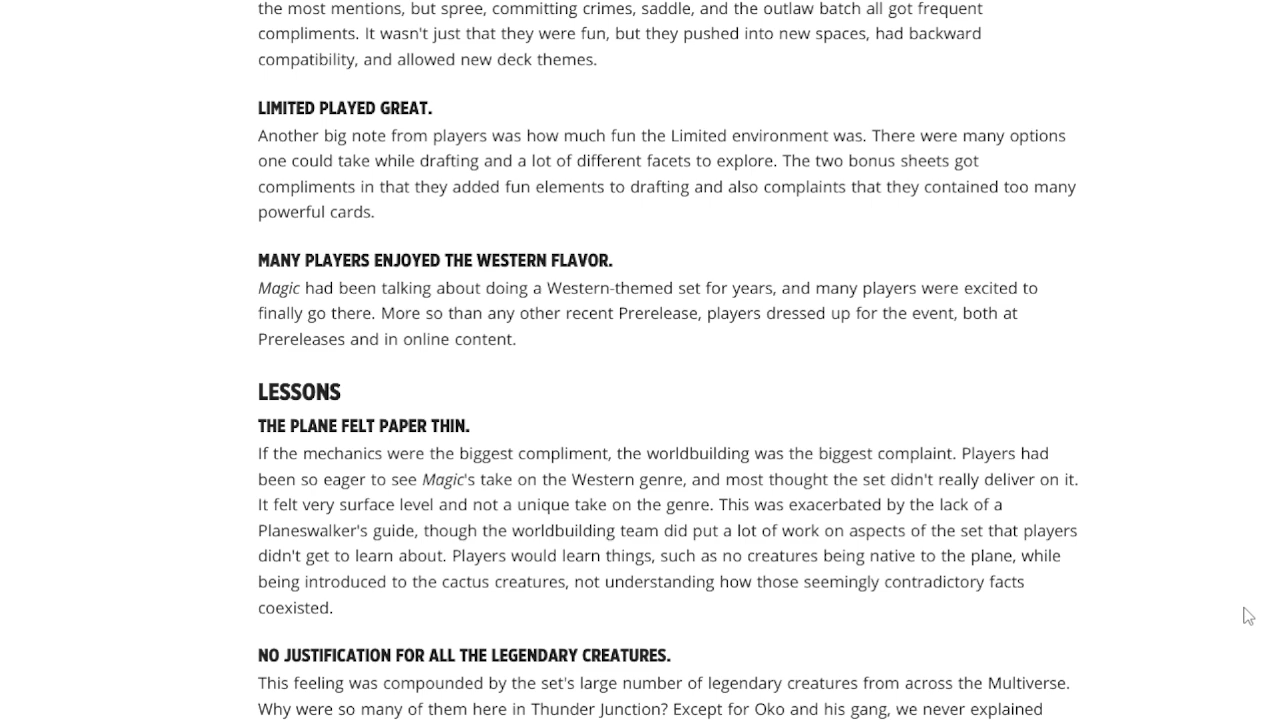 the most mentions, but spree, committing crimes, saddle, and the outlaw batch all got frequent
compliments. It wasn't just that they were fun, but they pushed into new spaces, had backward
compatibility, and allowed new deck themes.
LIMITED PLAYED GREAT.
Another big note from players was how much fun the Limited environment was. There were many options
one could take while drafting and a lot of different facets to explore. The two bonus sheets got
compliments in that they added fun elements to drafting and also complaints that they contained too many
powerful cards.
MANY PLAYERS ENJOYED THE WESTERN FLAVOR.
Magic had been talking about doing a Western-themed set for years, and many players were excited to
finally go there. More so than any other recent Prerelease, players dressed up for the event, both at
Prereleases and in online content.
LESSONS
THE PLANE FELT PAPER THIN.
If the mechanics were the biggest compliment, the worldbuilding was the biggest complaint. Players had
been so eager to see Magic's take on the Western genre, and most thought the set didn't really deliver on it.
It felt very surface level and not a unique take on the genre. This was exacerbated by the lack of a
Planeswalker's guide, though the worldbuilding team did put a lot of work on aspects of the set that players
didn't get to learn about. Players would learn things, such as no creatures being native to the plane, while
being introduced to the cactus creatures, not understanding how those seemingly contradictory facts
coexisted.
NO JUSTIFICATION FOR ALL THE LEGENDARY CREATURES.
This feeling was compounded by the set's large number of legendary creatures from across the Multiverse.
Why were so many of them here in Thunder Junction? Except for Oko and his gang, we never explained